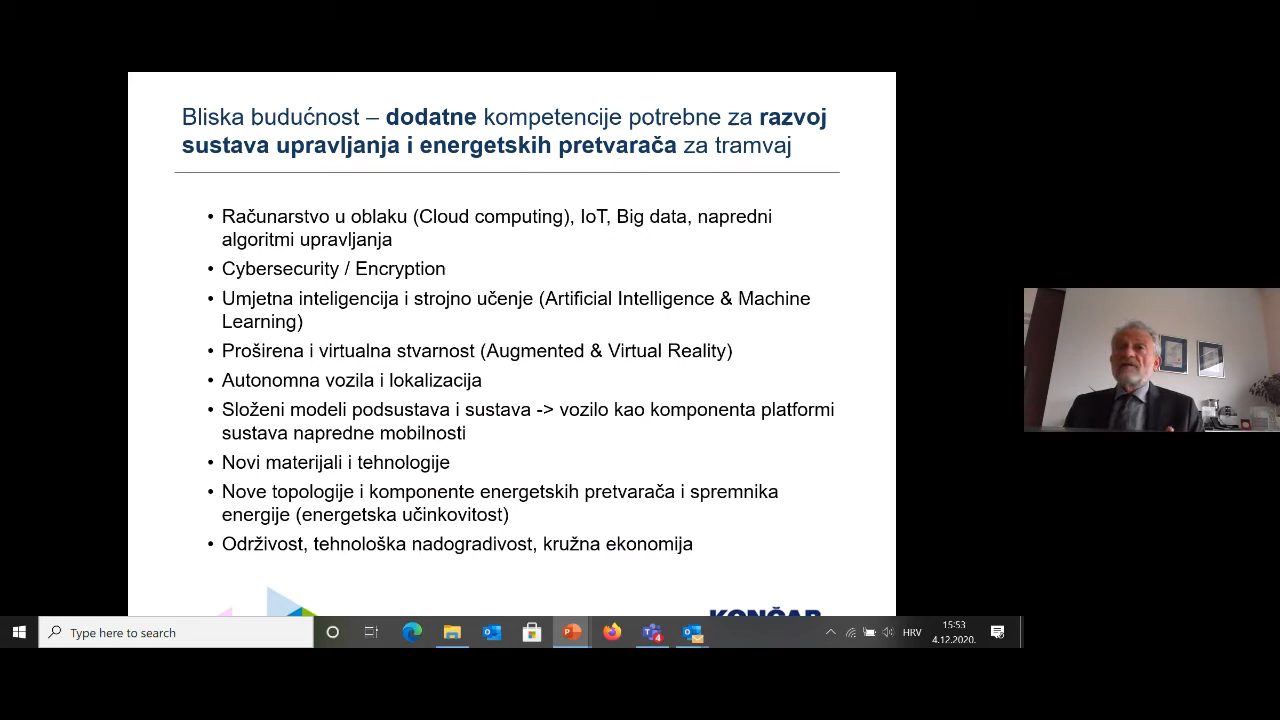 Bliska budućnost – dodatne kompetencije potrebne za razvoj
sustava upravljanja i energetskih pretvarača za tramvaj
• Računarstvo u oblaku (Cloud computing), IoT, Big data, napredni
algoritmi upravljanja
• Cybersecurity / Encryption
• Umjetna inteligencija i strojno učenje (Artificial Intelligence & Machine
Learning)
• Proširena i virtualna stvarnost (Augmented & Virtual Reality)
• Autonomna vozila i lokalizacija
• Složeni modeli podsustava i sustava -> vozilo kao komponenta platformi
sustava napredne mobilnosti
• Novi materijali i tehnologije
• Nove topologije i komponente energetskih pretvarača i spremnika
energije (energetska učinkovitost)
• Održivost, tehnološka nadogradivost, kružna ekonomija
KONČAR
Type here to search
4
HRV
15:53
4.12.2020.